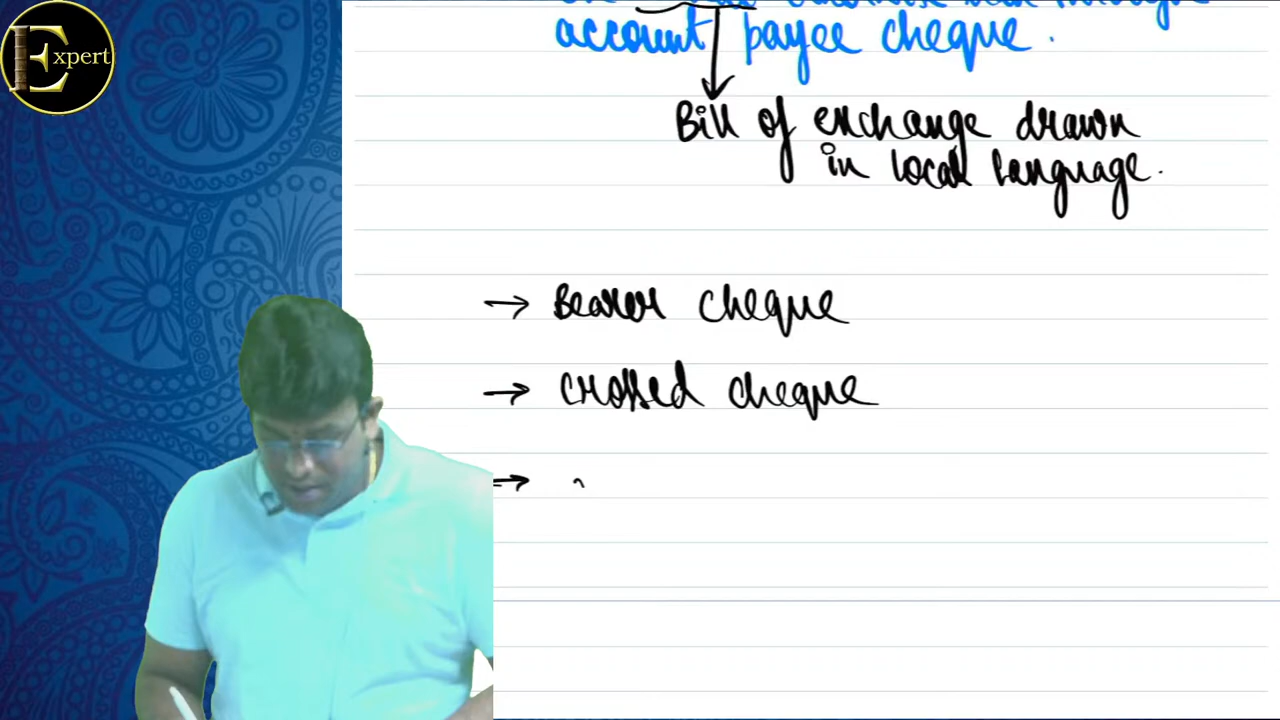 Expert
account payee cheque.
Bill of exchange drawn
in local language.
→ Bearer cheque
→ crossed cheque
→